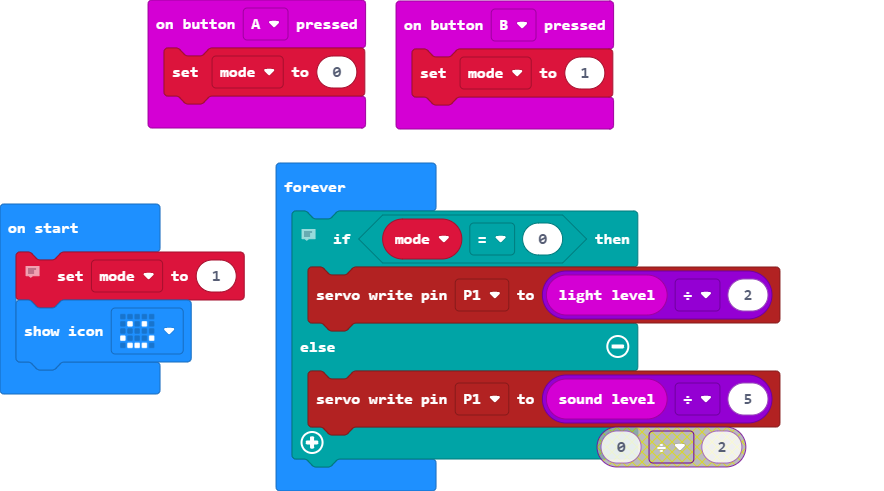 on button A pressed
set mode to 0
on button B pressed
set mode to 1
on start
set mode to 1
show icon
forever
if mode = 0 then
servo write pin P1 to light level ÷ 2
else
servo write pin P1 to sound level ÷ 5
0 ÷ 2